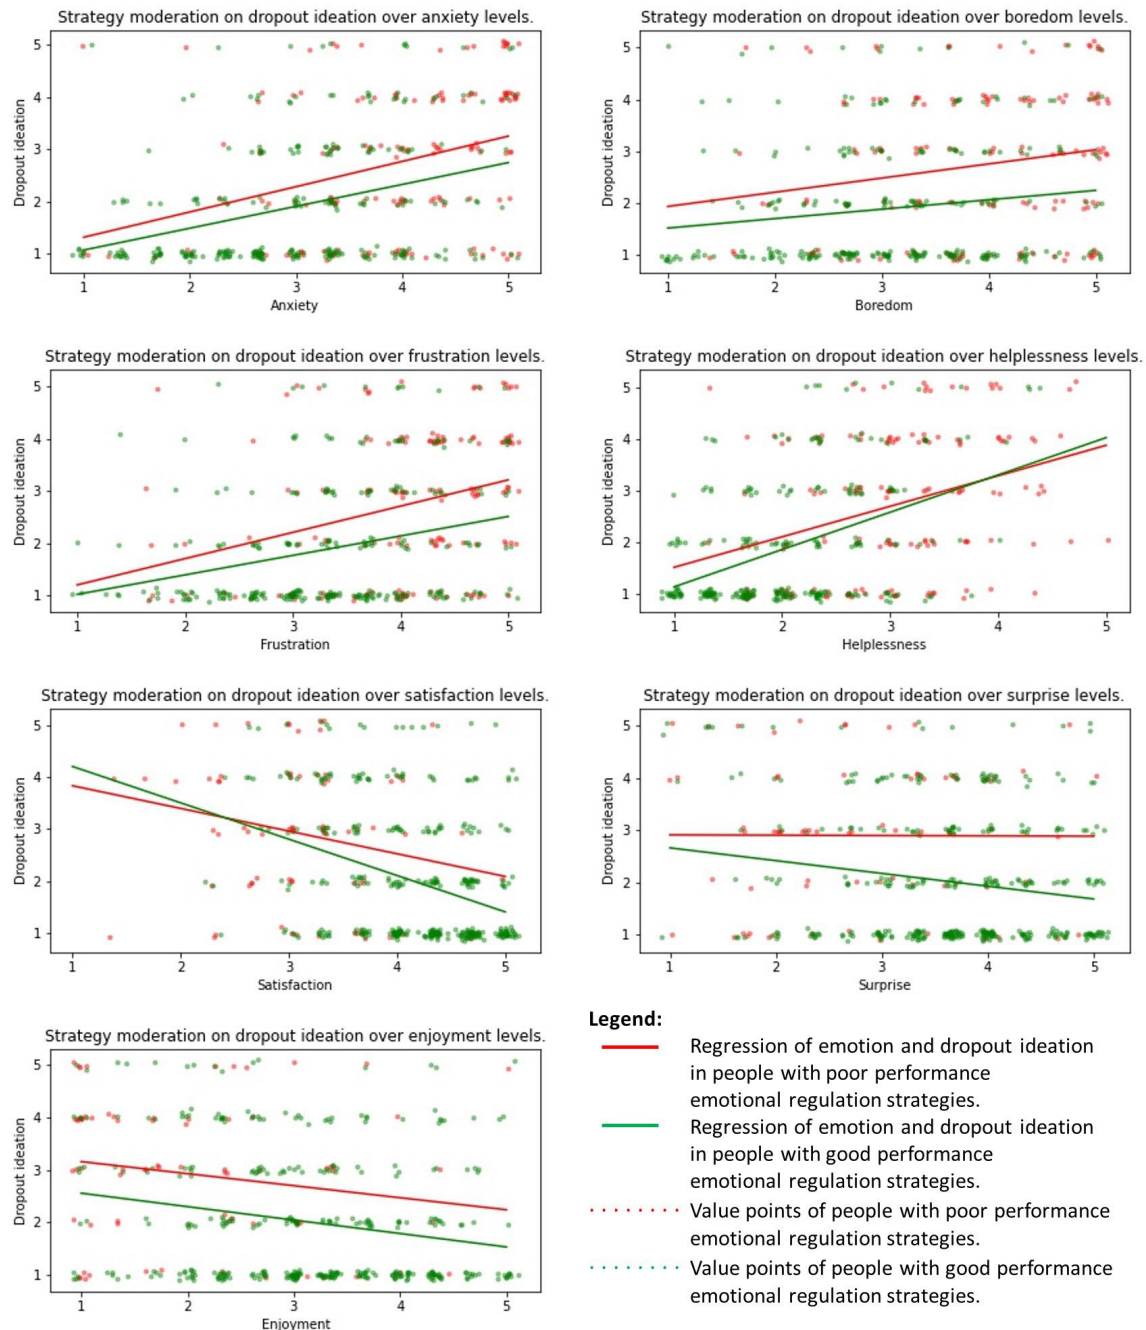 Strategy moderation on dropout ideation over anxiety levels.
5
4
3
2
1
Dropout ideation
1 2 3 4 5
Anxiety
Strategy moderation on dropout ideation over boredom levels.
5
4
3
2
1
Dropout ideation
1 2 3 4 5
Boredom
Strategy moderation on dropout ideation over frustration levels.
5
4
3
2
1
Dropout ideation
1 2 3 4 5
Frustration
Strategy moderation on dropout ideation over helplessness levels.
5
4
3
2
1
Dropout ideation
1 2 3 4 5
Helplessness
Strategy moderation on dropout ideation over satisfaction levels.
5
4
3
2
1
Dropout ideation
1 2 3 4 5
Satisfaction
Strategy moderation on dropout ideation over surprise levels.
5
4
3
2
1
Dropout ideation
1 2 3 4 5
Surprise
Strategy moderation on dropout ideation over enjoyment levels.
5
4
3
2
1
Dropout ideation
1 2 3 4 5
Enjoyment
Legend:
Regression of emotion and dropout ideation
in people with poor performance
emotional regulation strategies.
Regression of emotion and dropout ideation
in people with good performance
emotional regulation strategies.
Value points of people with poor performance
emotional regulation strategies.
Value points of people with good performance
emotional regulation strategies.